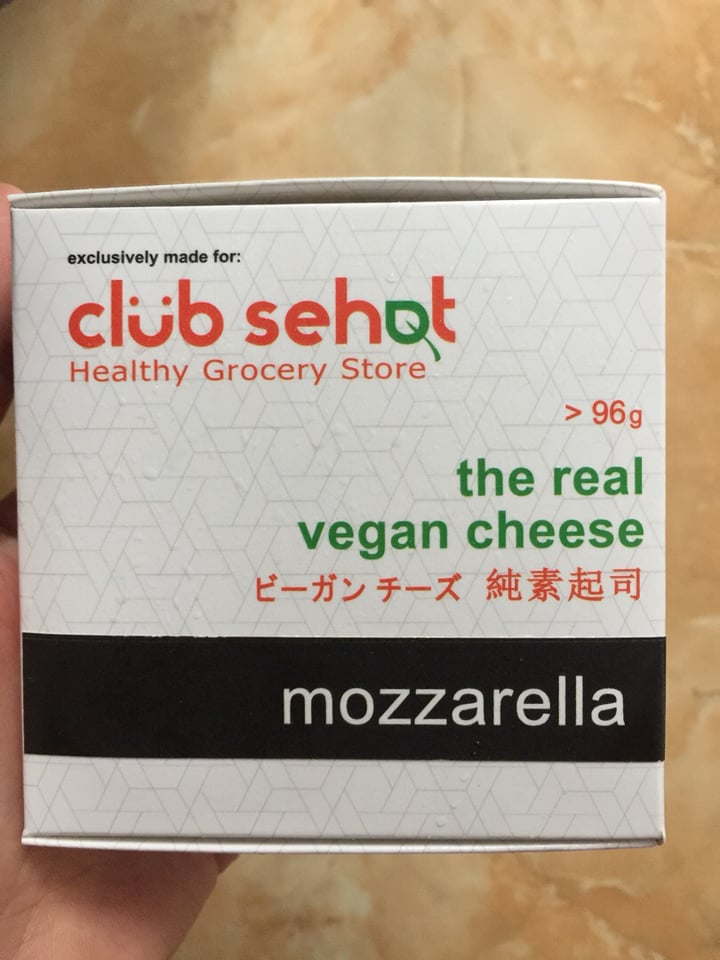 exclusively made for:
clüb sehat
Healthy Grocery Store
> 96g
the real
vegan cheese
ビーガン チーズ 純素起司
mozzarella